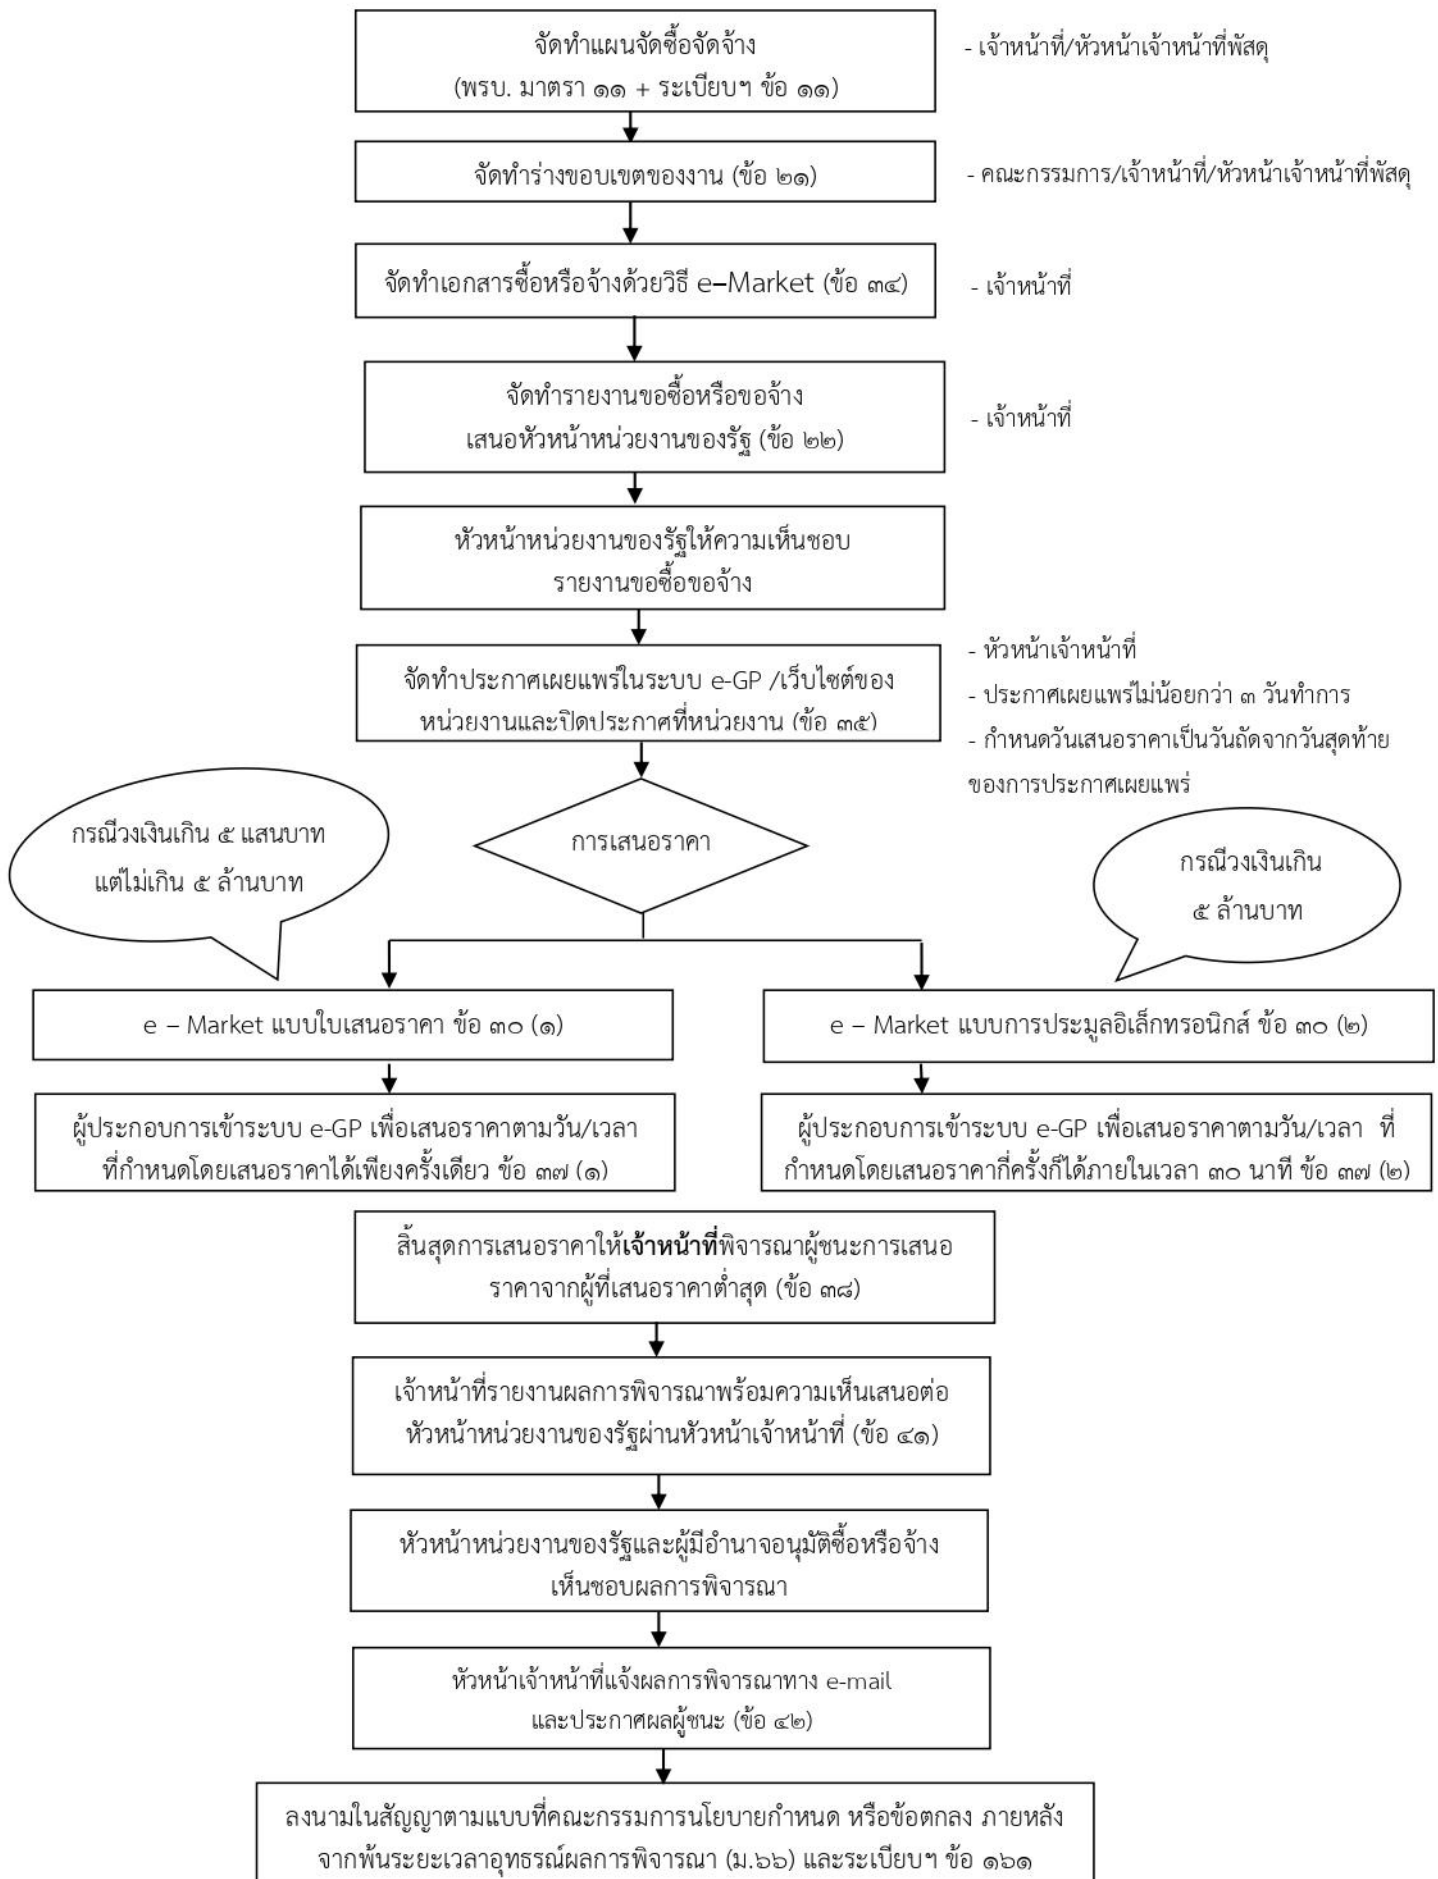 จัดทำแผนจัดซื้อจัดจ้าง
(พรบ. มาตรา ๑๑ + ระเบียบฯ ข้อ ๑๑)
- เจ้าหน้าที่/หัวหน้าเจ้าหน้าที่พัสดุ
จัดทำร่างขอบเขตของงาน (ข้อ ๒๑)
- คณะกรรมการ/เจ้าหน้าที่/หัวหน้าเจ้าหน้าที่พัสดุ
จัดทำเอกสารซื้อหรือจ้างด้วยวิธี e–Market (ข้อ ๓๔)
- เจ้าหน้าที่
จัดทำรายงานขอซื้อหรือขอจ้าง
เสนอหัวหน้าหน่วยงานของรัฐ (ข้อ ๒๒)
- เจ้าหน้าที่
หัวหน้าหน่วยงานของรัฐให้ความเห็นชอบ
รายงานขอซื้อขอจ้าง
จัดทำประกาศเผยแพร่ในระบบ e-GP /เว็บไซต์ของ
หน่วยงานและปิดประกาศที่หน่วยงาน (ข้อ ๓๕)
- หัวหน้าเจ้าหน้าที่
- ประกาศเผยแพร่ไม่น้อยกว่า ๓ วันทำการ
- กำหนดวันเสนอราคาเป็นวันถัดจากวันสุดท้าย
ของการประกาศเผยแพร่
กรณีวงเงินเกิน ๕ แสนบาท
แต่ไม่เกิน ๕ ล้านบาท
การเสนอราคา
กรณีวงเงินเกิน
๕ ล้านบาท
e – Market แบบใบเสนอราคา ข้อ ๓๐ (๑)
e – Market แบบการประมูลอิเล็กทรอนิกส์ ข้อ ๓๐ (๒)
ผู้ประกอบการเข้าระบบ e-GP เพื่อเสนอราคาตามวัน/เวลา
ที่กำหนดโดยเสนอราคาได้เพียงครั้งเดียว ข้อ ๓๗ (๑)
ผู้ประกอบการเข้าระบบ e-GP เพื่อเสนอราคาตามวัน/เวลา ที่
กำหนดโดยเสนอราคากี่ครั้งก็ได้ภายในเวลา ๓๐ นาที ข้อ ๓๗ (๒)
สิ้นสุดการเสนอราคาให้เจ้าหน้าที่พิจารณาผู้ชนะการเสนอ
ราคาจากผู้ที่เสนอราคาต่ำสุด (ข้อ ๓๘)
เจ้าหน้าที่รายงานผลการพิจารณาพร้อมความเห็นเสนอต่อ
หัวหน้าหน่วยงานของรัฐผ่านหัวหน้าเจ้าหน้าที่ (ข้อ ๔๑)
หัวหน้าหน่วยงานของรัฐและผู้มีอำนาจอนุมัติซื้อหรือจ้าง
เห็นชอบผลการพิจารณา
หัวหน้าเจ้าหน้าที่แจ้งผลการพิจารณาทาง e-mail
และประกาศผลผู้ชนะ (ข้อ ๔๒)
ลงนามในสัญญาตามแบบที่คณะกรรมการนโยบายกำหนด หรือข้อตกลง ภายหลัง
จากพ้นระยะเวลาอุทธรณ์ผลการพิจารณา (ม.๖๖) และระเบียบฯ ข้อ ๑๖๑